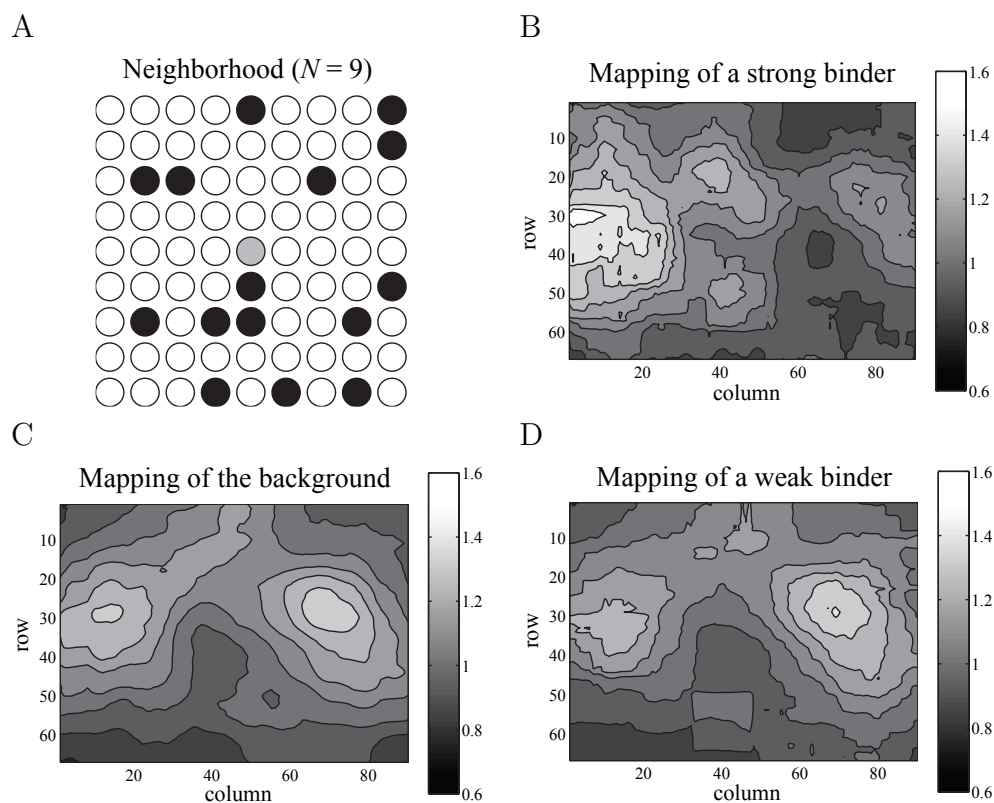 A
Neighborhood (N = 9)
B
Mapping of a strong binder
10
20
30
40
50
60
row
20 40 60 80
column
1.6
1.4
1.2
1
0.8
0.6
C
Mapping of the background
10
20
30
40
50
60
row
20 40 60 80
column
1.6
1.4
1.2
1
0.8
0.6
D
Mapping of a weak binder
10
20
30
40
50
60
row
20 40 60 80
column
1.6
1.4
1.2
1
0.8
0.6